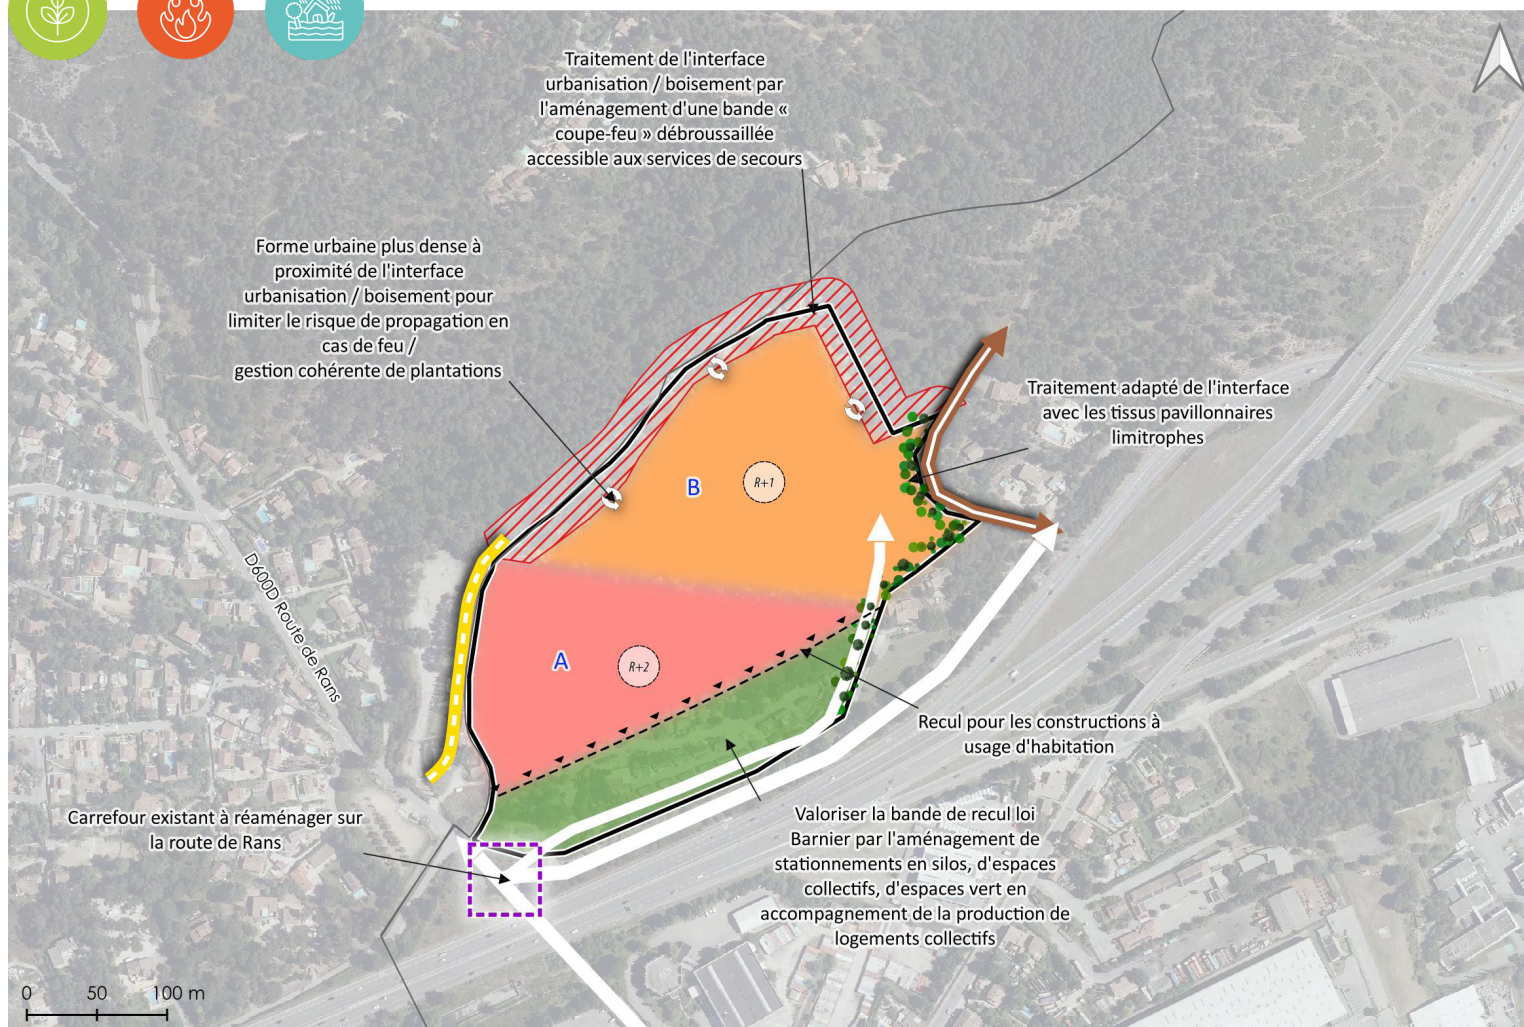 Traitement de l'interface
urbanisation / boisement par
l'aménagement d'une bande «
coupe-feu » débroussaillée
accessible aux services de secours
Forme urbaine plus dense à
proximité de l'interface
urbanisation / boisement pour
limiter le risque de propagation en
cas de feu /
gestion cohérente de plantations
Traitement adapté de l'interface
avec les tissus pavillonnaires
limitrophes
B
R+1
D600D Route de Rans
A
R+2
Recul pour les constructions à
usage d'habitation
Carrefour existant à réaménager sur
la route de Rans
Valoriser la bande de recul loi
Barnier par l'aménagement de
stationnements en silos, d'espaces
collectifs, d'espaces vert en
accompagnement de la production de
logements collectifs
0 50 100 m